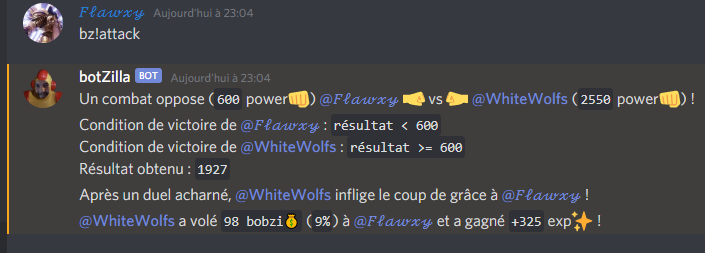 𝓕𝓵𝓪𝔀𝔁𝔂 Aujourd'hui à 23:04
bz!attack
botZilla BOT Aujourd'hui à 23:04
Un combat oppose (600 power👊) @𝓕𝓵𝓪𝔀𝔁𝔂 🤜 vs 🤛 @WhiteWolfs (2550 power👊) !
Condition de victoire de @𝓕𝓵𝓪𝔀𝔁𝔂 : résultat < 600
Condition de victoire de @WhiteWolfs : résultat >= 600
Résultat obtenu : 1927
Après un duel acharné, @WhiteWolfs inflige le coup de grâce à @𝓕𝓵𝓪𝔀𝔁𝔂 !
@WhiteWolfs a volé 98 bobzi💰 (9%) à @𝓕𝓵𝓪𝔀𝔁𝔂 et a gagné +325 exp✨ !